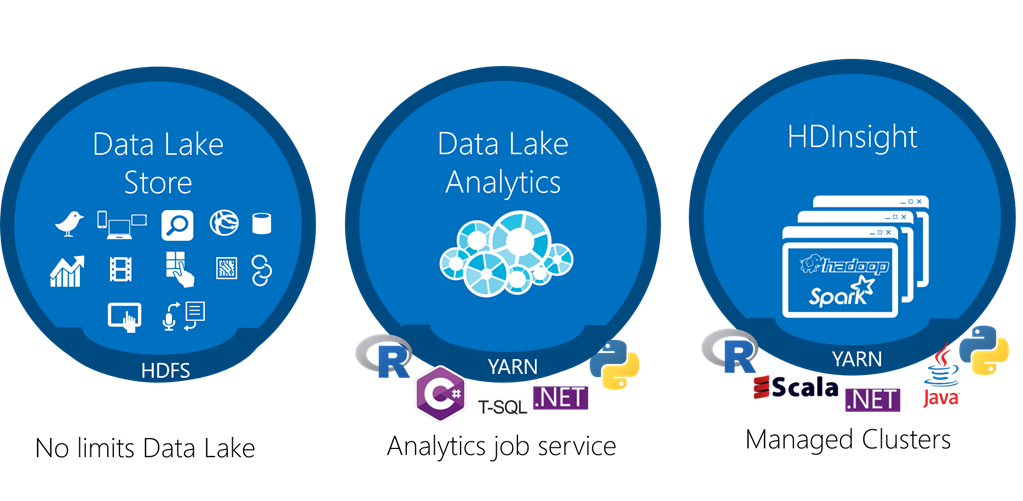 Data Lake
Store
HDFS
No limits Data Lake
Data Lake
Analytics
YARN
R
C#
T-SQL
.NET
Analytics job service
HDInsight
hadoop
Spark
YARN
R
Scala
.NET
Java
Managed Clusters